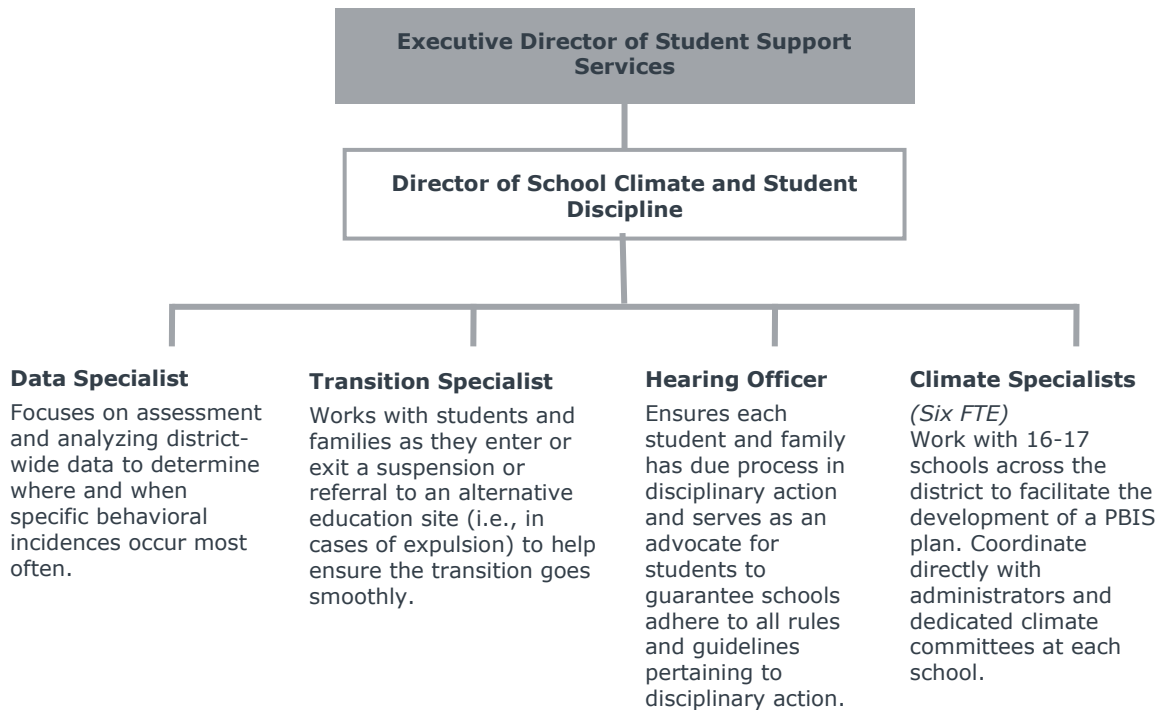 Executive Director of Student Support
Services
Director of School Climate and Student
Discipline
Data Specialist
Focuses on assessment
and analyzing district-
wide data to determine
where and when
specific behavioral
incidences occur most
often.
Transition Specialist
Works with students and
families as they enter or
exit a suspension or
referral to an alternative
education site (i.e., in
cases of expulsion) to help
ensure the transition goes
smoothly.
Hearing Officer
Ensures each
student and family
has due process in
disciplinary action
and serves as an
advocate for
students to
guarantee schools
adhere to all rules
and guidelines
pertaining to
disciplinary action.
Climate Specialists
(Six FTE)
Work with 16-17
schools across the
district to facilitate the
development of a PBIS
plan. Coordinate
directly with
administrators and
dedicated climate
committees at each
school.